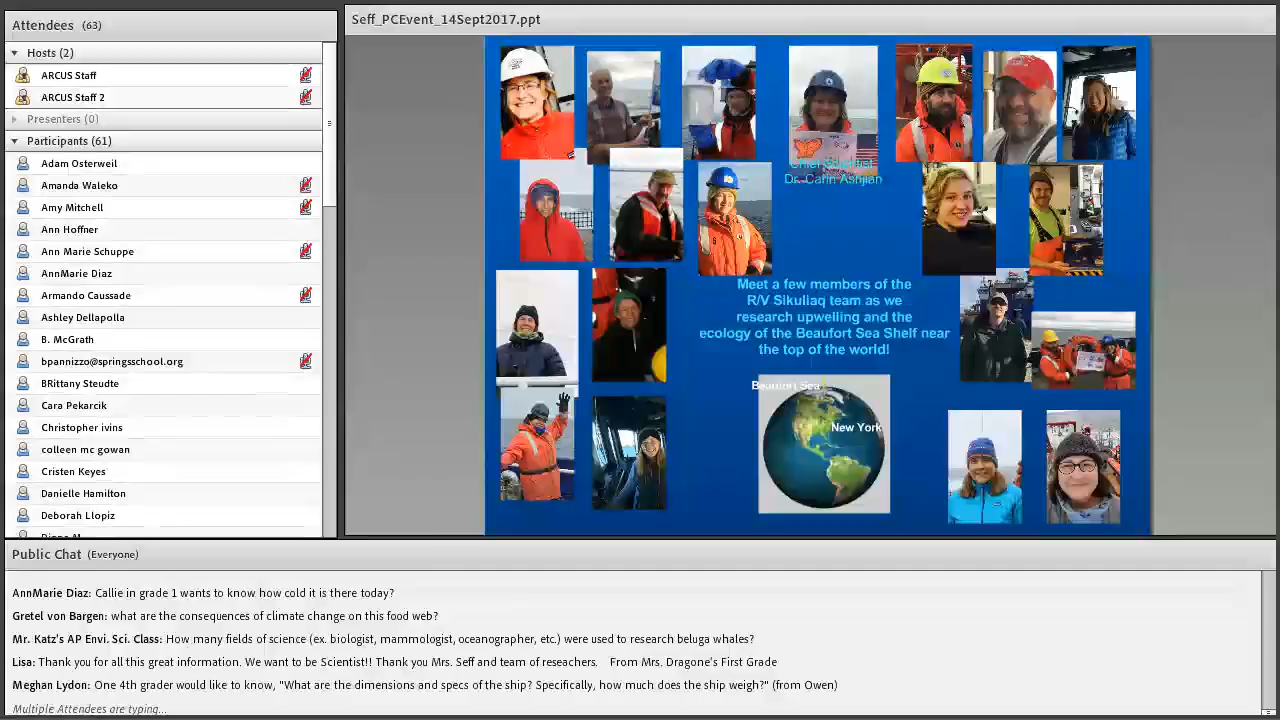 Attendees (63)
Hosts (2)
ARCUS Staff
ARCUS Staff 2
Presenters (0)
Participants (61)
Adam Osterweil
Amanda Waleko
Amy Mitchell
Ann Hoffner
Ann Marie Schuppe
AnnMarie Diaz
Armando Caussade
Ashley Dellapolla
B. McGrath
bpannizzo@springsschool.org
BRittany Steudte
Cara Pekarcik
Christopher ivins
colleen mc gowan
Cristen Keyes
Danielle Hamilton
Deborah Llopiz
Seff_PCEvent_14Sept2017.ppt
Chief Scientist
Dr. Carin Ashjian
Meet a few members of the
R/V Sikuliaq team as we
research upwelling and the
ecology of the Beaufort Sea Shelf near
the top of the world!
Beaufort Sea
New York
Public Chat (Everyone)
AnnMarie Diaz: Callie in grade 1 wants to know how cold it is there today?
Gretel von Bargen: what are the consequences of climate change on this food web?
Mr. Katz's AP Envi. Sci. Class: How many fields of science (ex. biologist, mammologist, oceanographer, etc.) were used to research beluga whales?
Lisa: Thank you for all this great information. We want to be Scientist!! Thank you Mrs. Seff and team of reseachers. From Mrs. Dragone's First Grade
Meghan Lydon: One 4th grader would like to know, "What are the dimensions and specs of the ship? Specifically, how much does the ship weigh?" (from Owen)
Multiple Attendees are typing...